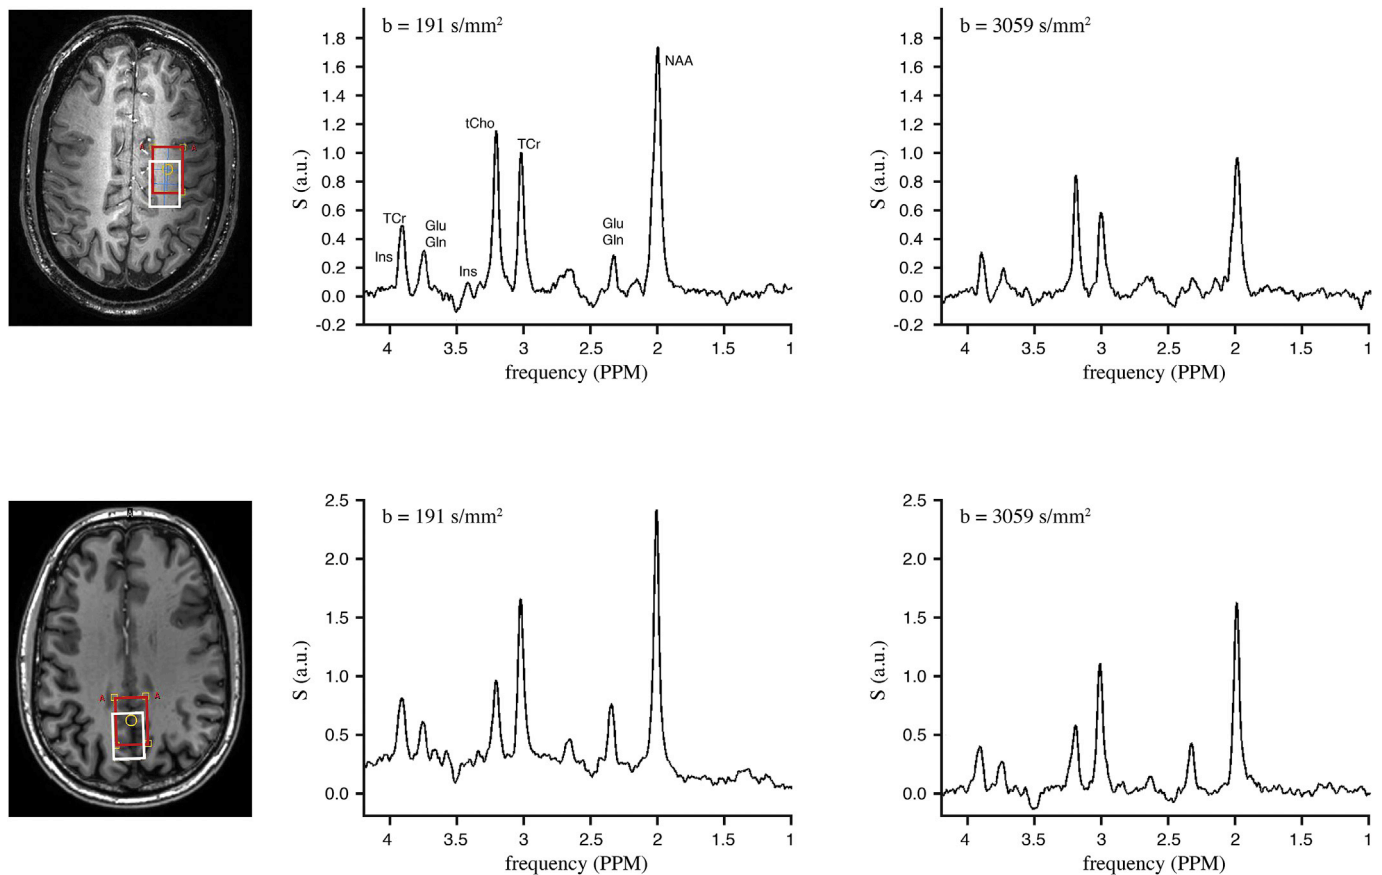 b = 191 s/mm²
1.8
1.6
1.4
1.2
1.0
0.8
0.6
0.4
0.2
0.0
-0.2
S (a.u.)
NAA
tCho
TCr
TCr
Glu
Gln
Ins
Ins
Glu
Gln
4 3.5 3 2.5 2 1.5 1
frequency (PPM)
b = 3059 s/mm²
1.8
1.6
1.4
1.2
1.0
0.8
0.6
0.4
0.2
0.0
-0.2
S (a.u.)
4 3.5 3 2.5 2 1.5 1
frequency (PPM)
A A
A
A A
b = 191 s/mm²
2.5
2.0
1.5
1.0
0.5
0.0
S (a.u.)
4 3.5 3 2.5 2 1.5 1
frequency (PPM)
b = 3059 s/mm²
2.5
2.0
1.5
1.0
0.5
0.0
S (a.u.)
4 3.5 3 2.5 2 1.5 1
frequency (PPM)